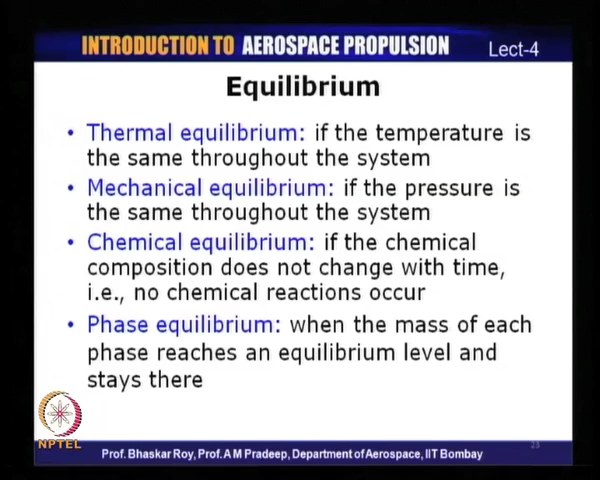 INTRODUCTION TO AEROSPACE PROPULSION Lect-4
Equilibrium
• Thermal equilibrium: if the temperature is
the same throughout the system
• Mechanical equilibrium: if the pressure is
the same throughout the system
• Chemical equilibrium: if the chemical
composition does not change with time,
i.e., no chemical reactions occur
• Phase equilibrium: when the mass of each
phase reaches an equilibrium level and
stays there
NPTEL
23
Prof. Bhaskar Roy, Prof. A M Pradeep, Department of Aerospace, IIT Bombay